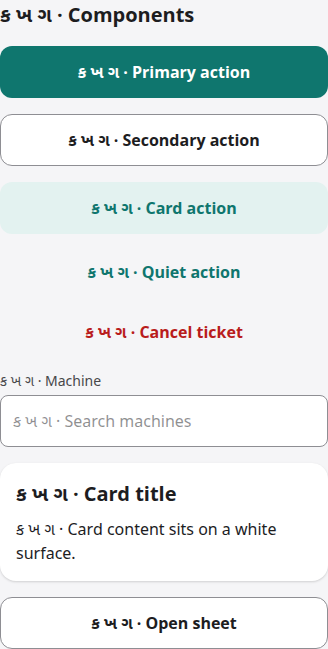 ક ખ ગ · Components
ક ખ ગ · Primary action
ક ખ ગ · Secondary action
ક ખ ગ · Card action
ક ખ ગ · Quiet action
ક ખ ગ · Cancel ticket
ક ખ ગ · Machine
ક ખ ગ · Search machines
ક ખ ગ · Card title
ક ખ ગ · Card content sits on a white
surface.
ક ખ ગ · Open sheet